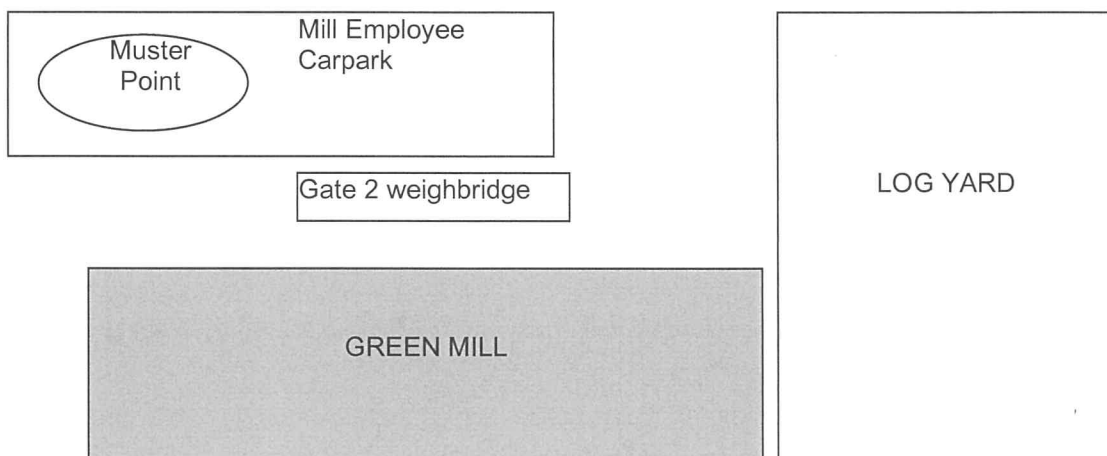 Muster
Point
Mill Employee
Carpark
Gate 2 weighbridge
LOG YARD
GREEN MILL